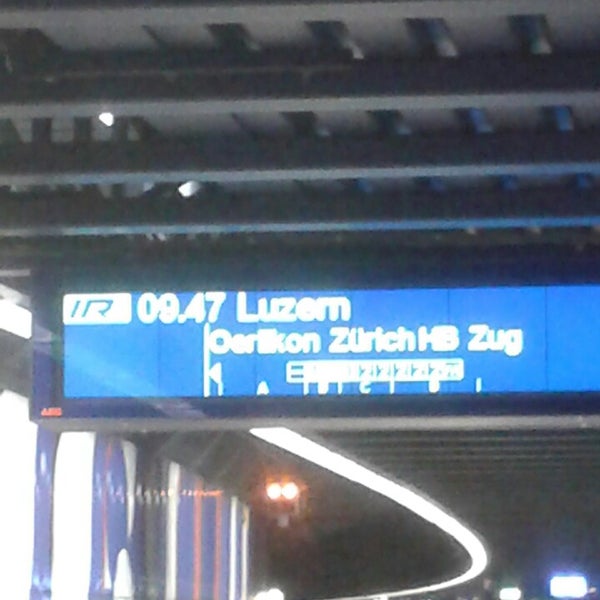 IR 09.47 Luzern
Oerlikon Zürich HB Zug
A B C D